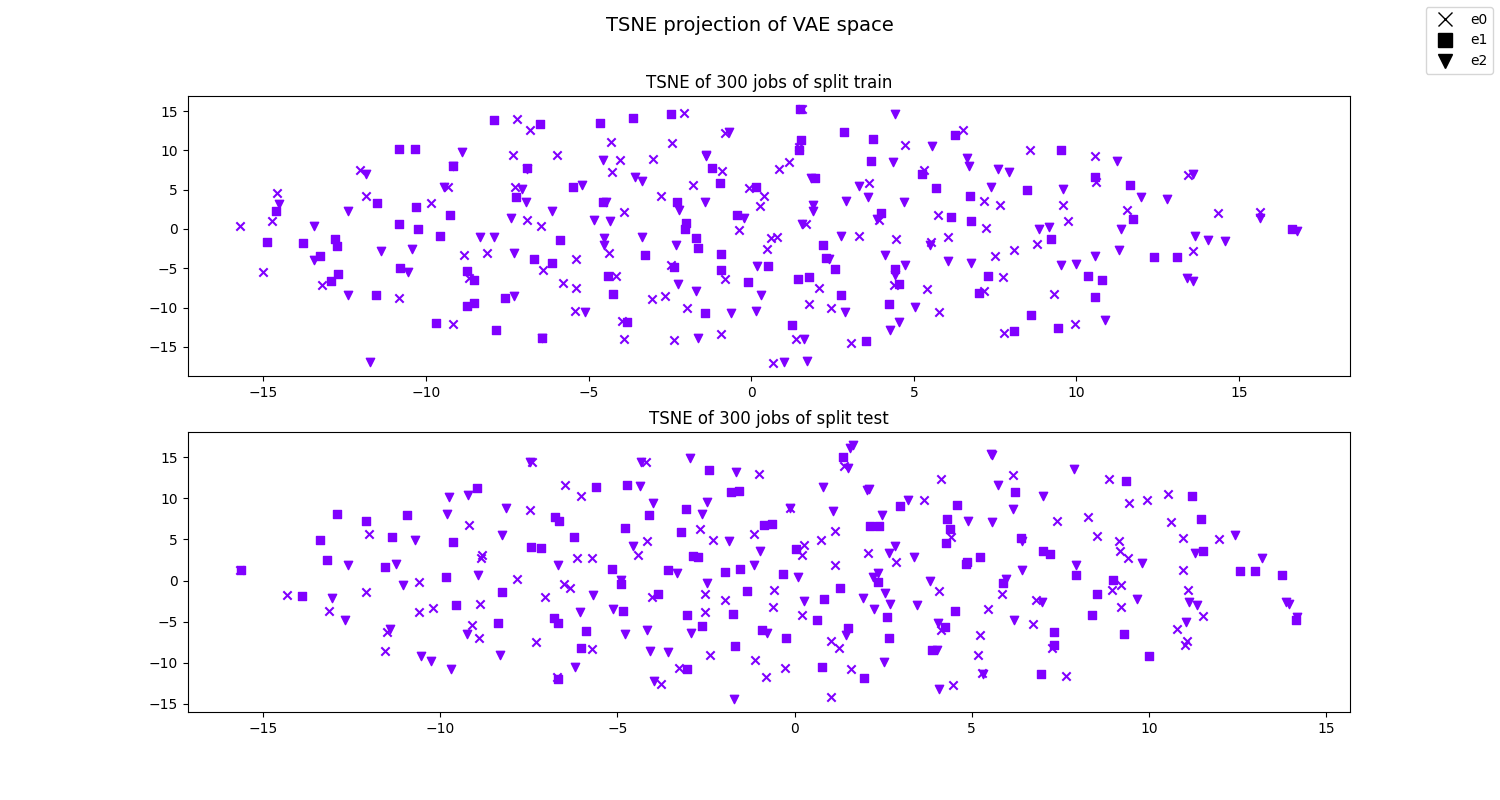 TSNE projection of VAE space
e0
e1
e2
TSNE of 300 jobs of split train
15
10
5
0
−5
−10
−15
−15 −10 −5 0 5 10 15
TSNE of 300 jobs of split test
15
10
5
0
−5
−10
−15
−15 −10 −5 0 5 10 15